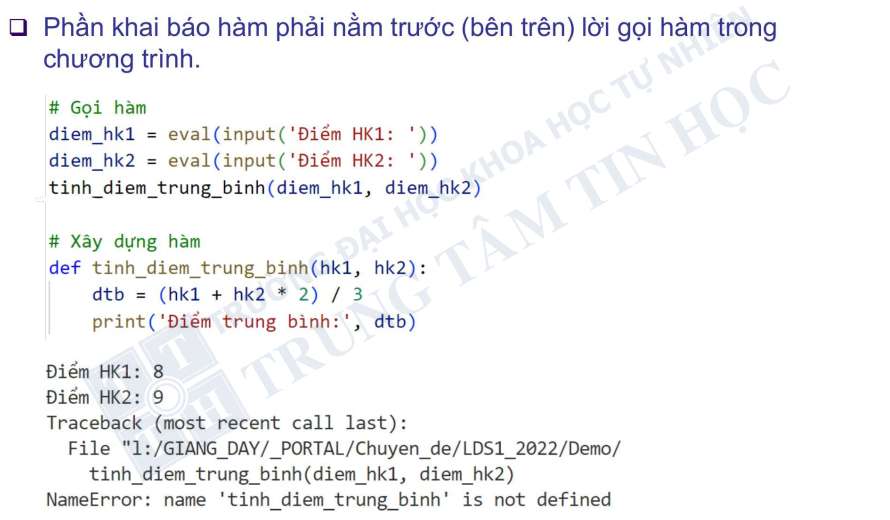 Phần khai báo hàm phải nằm trước (bên trên) lời gọi hàm trong
chương trình.
# Gọi hàm
diem_hk1 = eval(input('Điểm HK1: '))
diem_hk2 = eval(input('Điểm HK2: '))
tinh_diem_trung_binh(diem_hk1, diem_hk2)
# Xây dựng hàm
def tinh_diem_trung_binh(hk1, hk2):
    dtb = (hk1 + hk2 * 2) / 3
    print('Điểm trung bình:', dtb)
Điểm HK1: 8
Điểm HK2: 9
Traceback (most recent call last):
  File "l:/GIANG_DAY/_PORTAL/Chuyen_de/LDS1_2022/Demo/
    tinh_diem_trung_binh(diem_hk1, diem_hk2)
NameError: name 'tinh_diem_trung_binh' is not defined
TRƯỜNG ĐẠI HỌC KHOA HỌC TỰ NHIÊN
TRUNG TÂM TIN HỌC